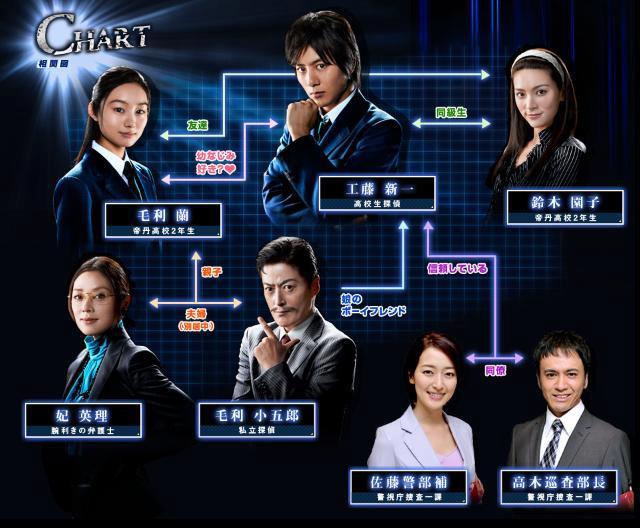 CHART
相関図
友達
同級生
幼なじみ
好き？♥
工藤 新一
高校生探偵
毛利 蘭
帝丹高校2年生
鈴木 園子
帝丹高校2年生
親子
信頼している
夫婦
（別居中）
娘の
ボーイフレンド
同僚
妃 英理
腕利きの弁護士
毛利 小五郎
私立探偵
佐藤警部補
警視庁捜査一課
高木巡査部長
警視庁捜査一課